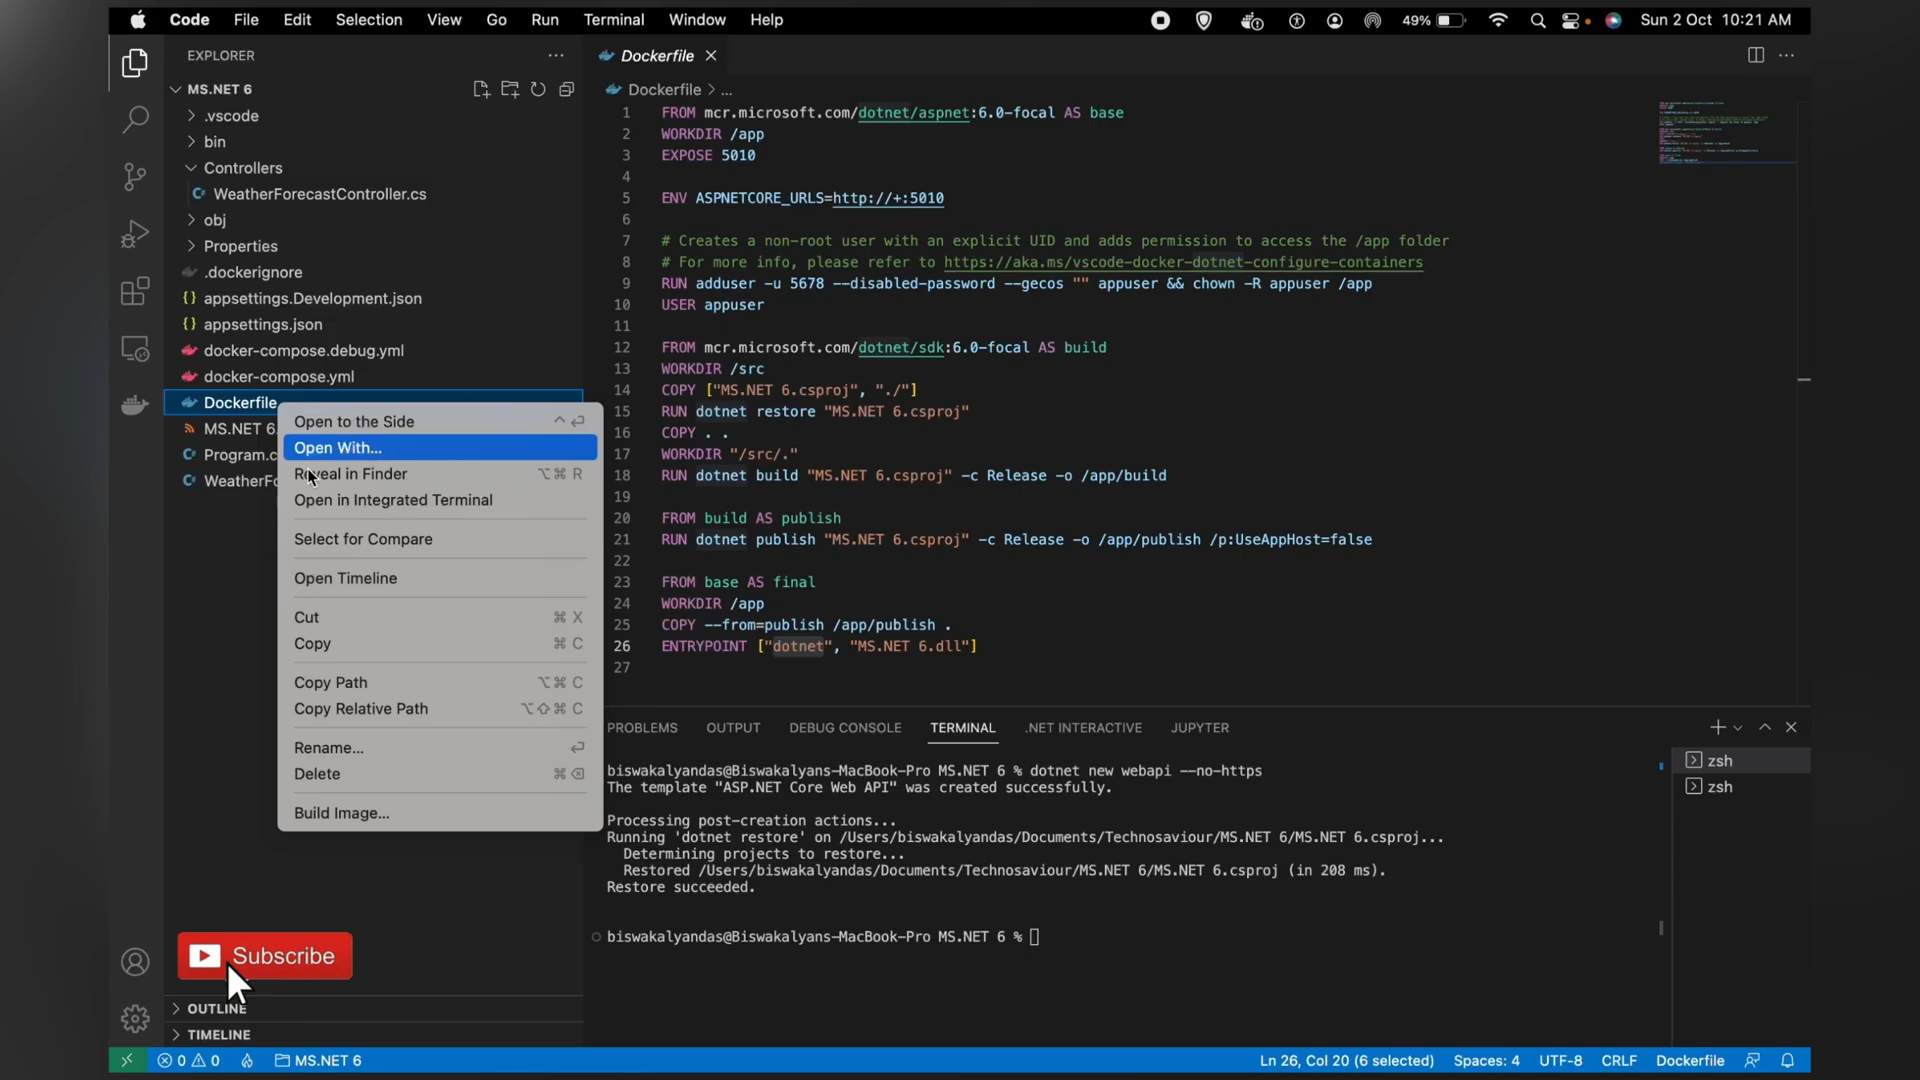 Code File Edit Selection View Go Run Terminal Window Help 49% Sun 2 Oct 10:21 AM
EXPLORER
MS.NET 6
.vscode
bin
Controllers
WeatherForecastController.cs
obj
Properties
.dockerignore
appsettings.Development.json
appsettings.json
docker-compose.debug.yml
docker-compose.yml
Dockerfile
MS.NET 6.
Program.c
WeatherFo
Open to the Side ^ ⏎
Open With...
Reveal in Finder ⌥⌘ R
Open in Integrated Terminal
Select for Compare
Open Timeline
Cut ⌘ X
Copy ⌘ C
Copy Path ⌥⌘ C
Copy Relative Path ⌥⇧⌘ C
Rename... ⏎
Delete ⌘ ⌫
Build Image...
Subscribe
OUTLINE
TIMELINE
Dockerfile
Dockerfile > ...
1 FROM mcr.microsoft.com/dotnet/aspnet:6.0-focal AS base
2 WORKDIR /app
3 EXPOSE 5010
4
5 ENV ASPNETCORE_URLS=http://+:5010
6
7 # Creates a non-root user with an explicit UID and adds permission to access the /app folder
8 # For more info, please refer to https://aka.ms/vscode-docker-dotnet-configure-containers
9 RUN adduser -u 5678 --disabled-password --gecos "" appuser && chown -R appuser /app
10 USER appuser
11
12 FROM mcr.microsoft.com/dotnet/sdk:6.0-focal AS build
13 WORKDIR /src
14 COPY ["MS.NET 6.csproj", "./"]
15 RUN dotnet restore "MS.NET 6.csproj"
16 COPY . .
17 WORKDIR "/src/."
18 RUN dotnet build "MS.NET 6.csproj" -c Release -o /app/build
19
20 FROM build AS publish
21 RUN dotnet publish "MS.NET 6.csproj" -c Release -o /app/publish /p:UseAppHost=false
22
23 FROM base AS final
24 WORKDIR /app
25 COPY --from=publish /app/publish .
26 ENTRYPOINT ["dotnet", "MS.NET 6.dll"]
27
PROBLEMS OUTPUT DEBUG CONSOLE TERMINAL .NET INTERACTIVE JUPYTER
biswakalyandas@Biswakalyans-MacBook-Pro MS.NET 6 % dotnet new webapi --no-https
The template "ASP.NET Core Web API" was created successfully.
Processing post-creation actions...
Running 'dotnet restore' on /Users/biswakalyandas/Documents/Technosaviour/MS.NET 6/MS.NET 6.csproj...
Determining projects to restore...
Restored /Users/biswakalyandas/Documents/Technosaviour/MS.NET 6/MS.NET 6.csproj (in 208 ms).
Restore succeeded.
biswakalyandas@Biswakalyans-MacBook-Pro MS.NET 6 %
zsh
zsh
0 0 MS.NET 6 Ln 26, Col 20 (6 selected) Spaces: 4 UTF-8 CRLF Dockerfile